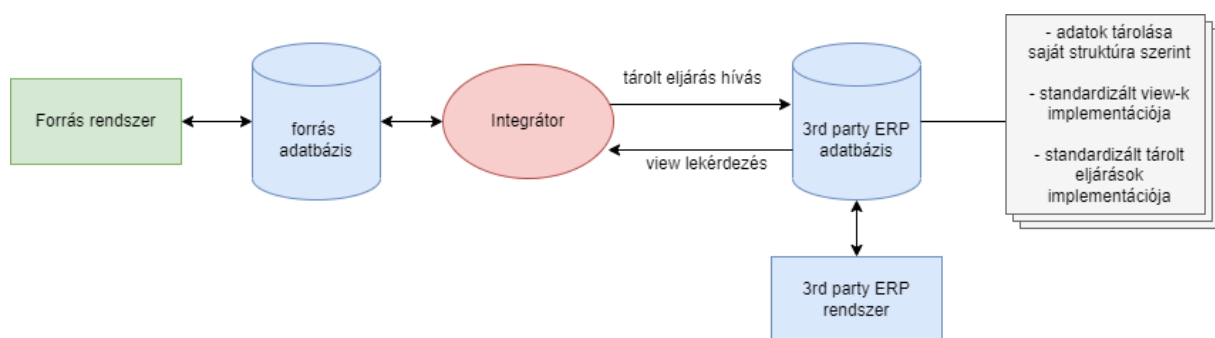 Forrás rendszer
forrás
adatbázis
Integrátor
tárolt eljárás hívás
view lekérdezés
3rd party ERP
adatbázis
- adatok tárolása
saját struktúra szerint
- standardizált view-k
implementációja
- standardizált tárolt
eljárások
implementációja
3rd party ERP
rendszer